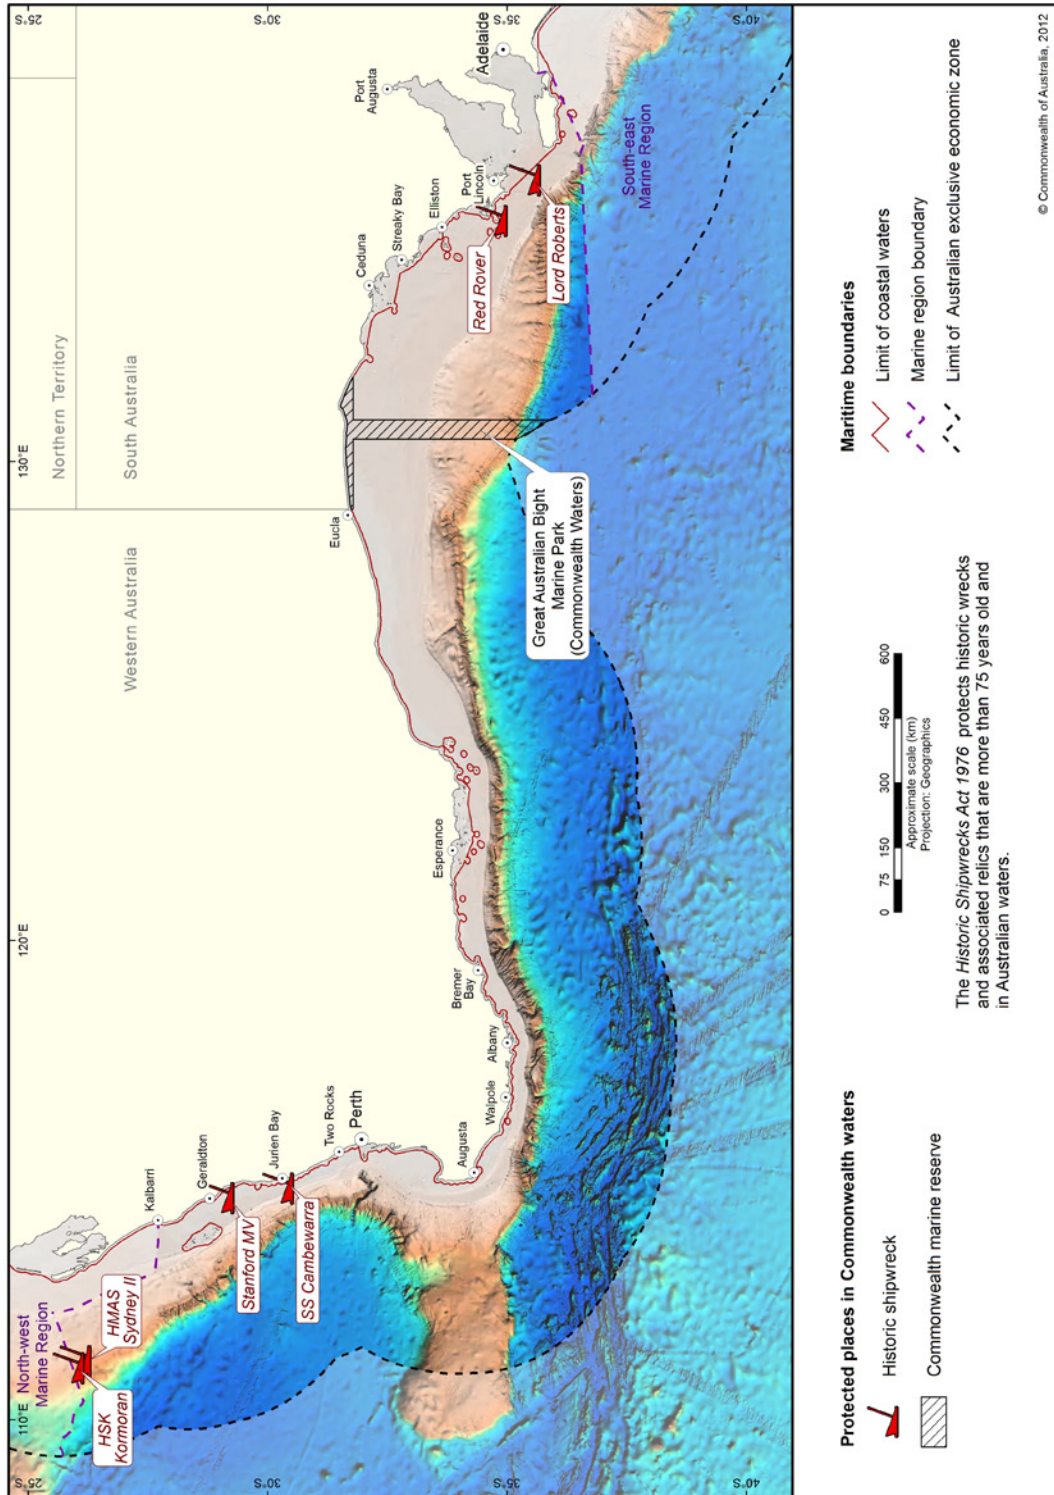 25°S
30°S
35°S
40°S
110°E
120°E
130°E
Northern Territory
Western Australia
South Australia
North-west
Marine Region
HSK
Kormoran
HMAS
Sydney II
Kalbarri
Geraldton
Stanford MV
Jurien Bay
SS Cambewarra
Two Rocks
Perth
Augusta
Walpole
Albany
Bremer
Bay
Esperance
Eucla
Great Australian Bight
Marine Park
(Commonwealth Waters)
Ceduna
Streaky Bay
Elliston
Port
Lincoln
Red Rover
Lord Roberts
Port
Augusta
Adelaide
South-east
Marine Region
25°S
30°S
35°S
40°S
Protected places in Commonwealth waters
Historic shipwreck
Commonwealth marine reserve
0 75 150 300 450 600
Approximate scale (km)
Projection: Geographics
The Historic Shipwrecks Act 1976 protects historic wrecks
and associated relics that are more than 75 years old and
in Australian waters.
Maritime boundaries
Limit of coastal waters
Marine region boundary
Limit of Australian exclusive economic zone
© Commonwealth of Australia, 2012